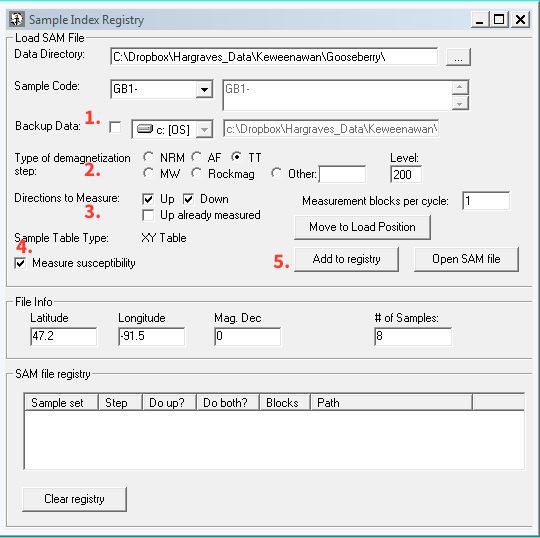 Sample Index Registry
Load SAM File
Data Directory: C:\Dropbox\Hargraves_Data\Keweenawan\Gooseberry\ ...
Sample Code: GB1- GB1-
Backup Data: 1. c: [OS] c:\Dropbox\Hargraves_Data\Keweenawan\
Type of demagnetization NRM AF TT Level:
step: 2. MW Rockmag Other: 200
Directions to Measure: Up Down Measurement blocks per cycle: 1
3. Up already measured Move to Load Position
Sample Table Type: XY Table
4.
Measure susceptibility 5. Add to registry Open SAM file
File Info
Latitude Longitude Mag. Dec # of Samples:
47.2 -91.5 0 8
SAM file registry
Sample set Step Do up? Do both? Blocks Path
Clear registry